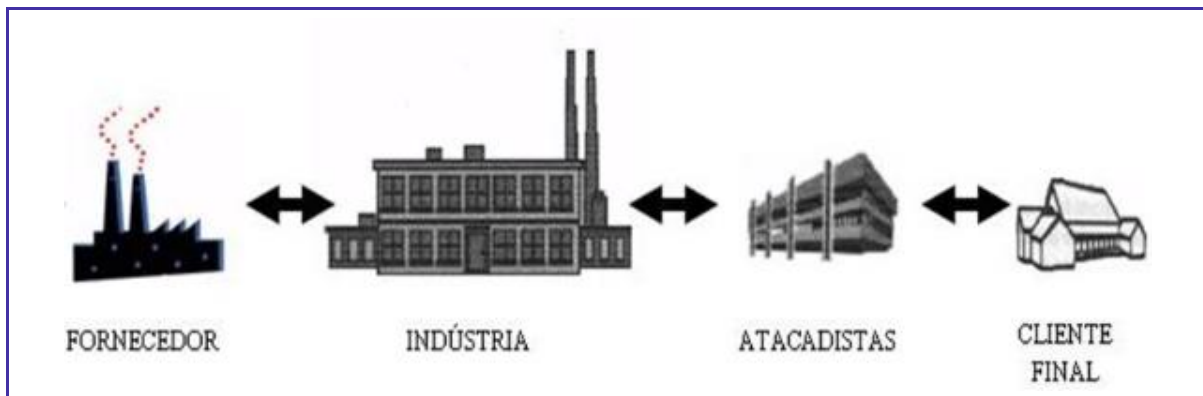 FORNECEDOR
INDÚSTRIA
ATACADISTAS
CLIENTE
FINAL